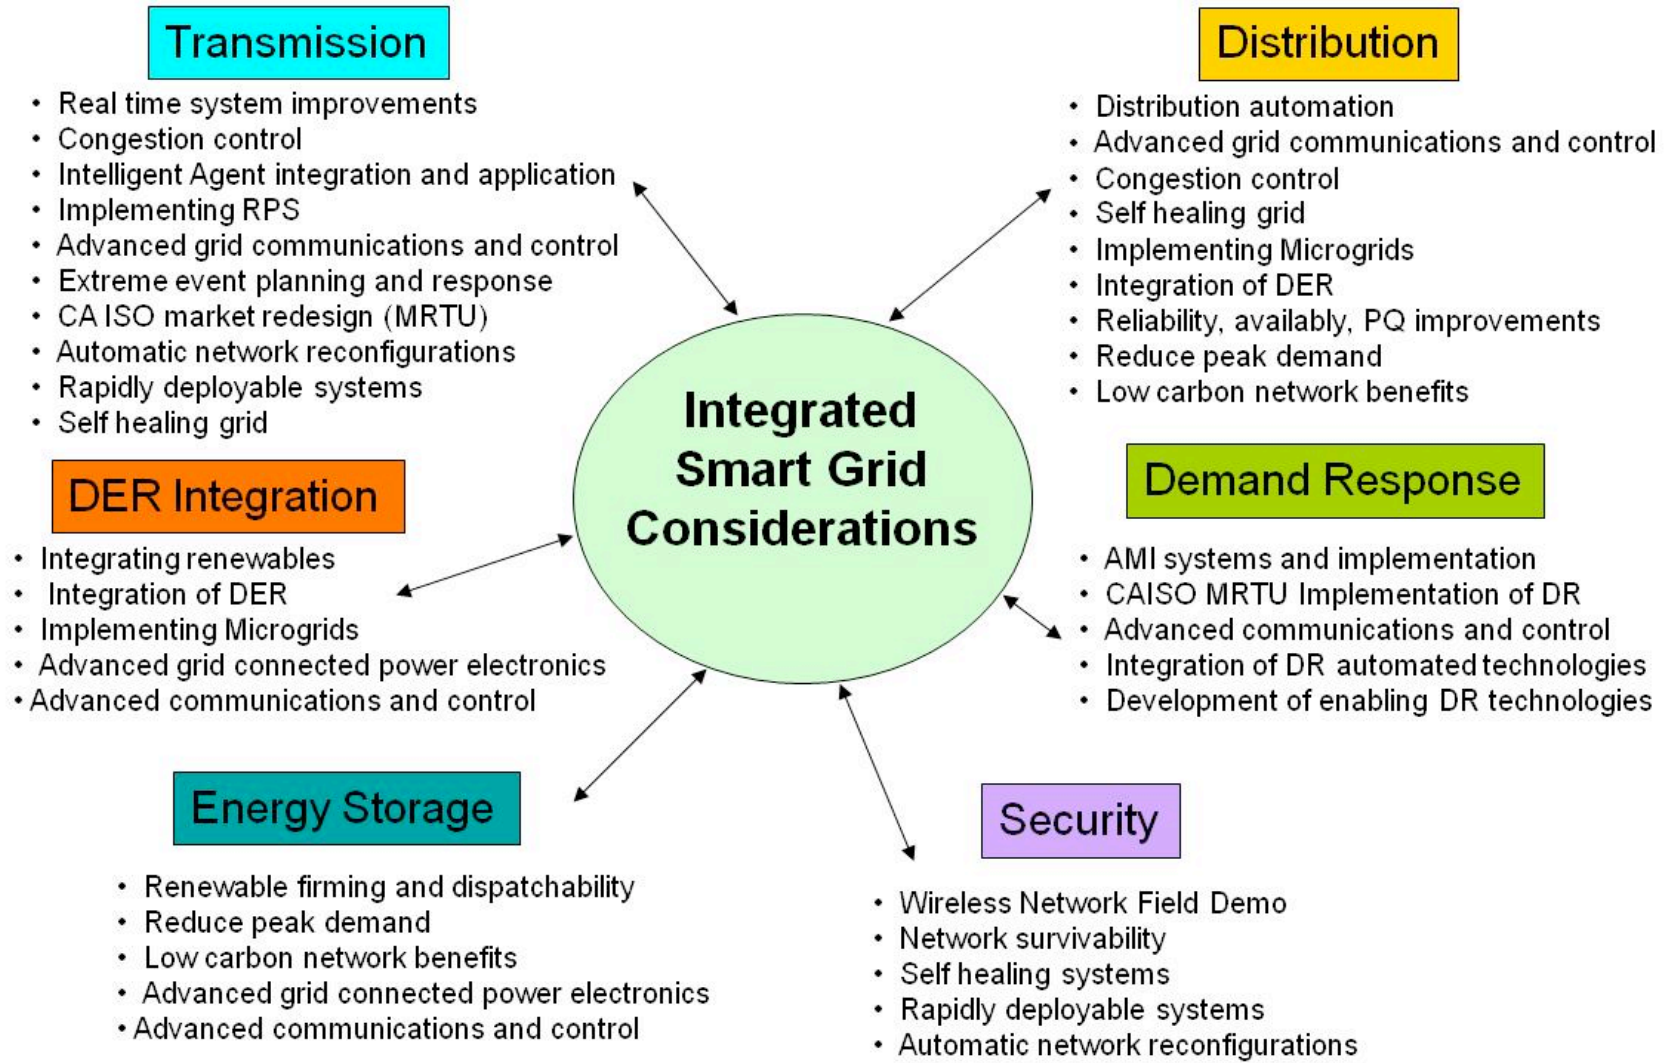 Transmission
• Real time system improvements
• Congestion control
• Intelligent Agent integration and application
• Implementing RPS
• Advanced grid communications and control
• Extreme event planning and response
• CA ISO market redesign (MRTU)
• Automatic network reconfigurations
• Rapidly deployable systems
• Self healing grid
Distribution
• Distribution automation
• Advanced grid communications and control
• Congestion control
• Self healing grid
• Implementing Microgrids
• Integration of DER
• Reliability, availably, PQ improvements
• Reduce peak demand
• Low carbon network benefits
Integrated
Smart Grid
Considerations
DER Integration
• Integrating renewables
• Integration of DER
• Implementing Microgrids
• Advanced grid connected power electronics
• Advanced communications and control
Demand Response
• AMI systems and implementation
• CAISO MRTU Implementation of DR
• Advanced communications and control
• Integration of DR automated technologies
• Development of enabling DR technologies
Energy Storage
• Renewable firming and dispatchability
• Reduce peak demand
• Low carbon network benefits
• Advanced grid connected power electronics
• Advanced communications and control
Security
• Wireless Network Field Demo
• Network survivability
• Self healing systems
• Rapidly deployable systems
• Automatic network reconfigurations